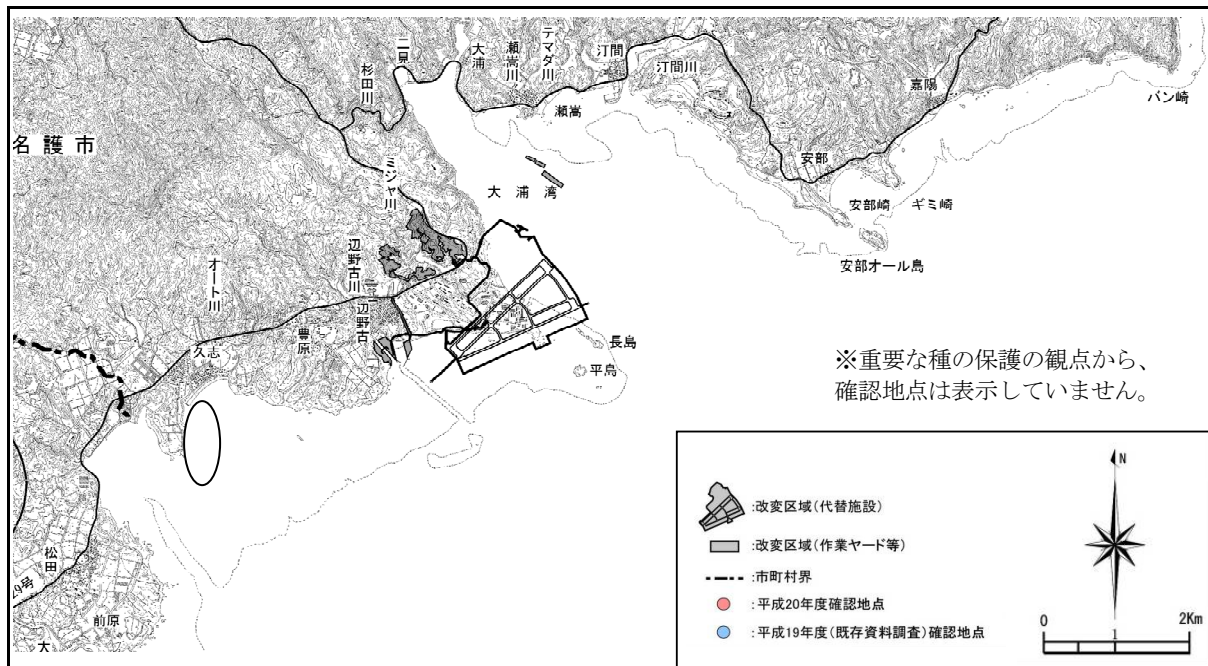 名護市
杉田川
二見
大浦
瀬嵩川
テマダ川
汀間
汀間川
瀬嵩
嘉陽
バン崎
安部
安部崎
ギミ崎
安部オール島
大浦湾
ミジャ川
辺野古川
辺野古
オート川
久志
豊原
長島
平島
松田
前原
29号
大
※重要な種の保護の観点から、
確認地点は表示していません。
:改変区域(代替施設)
:改変区域(作業ヤード等)
:市町村界
:平成20年度確認地点
:平成19年度(既存資料調査)確認地点
N
0 1 2Km